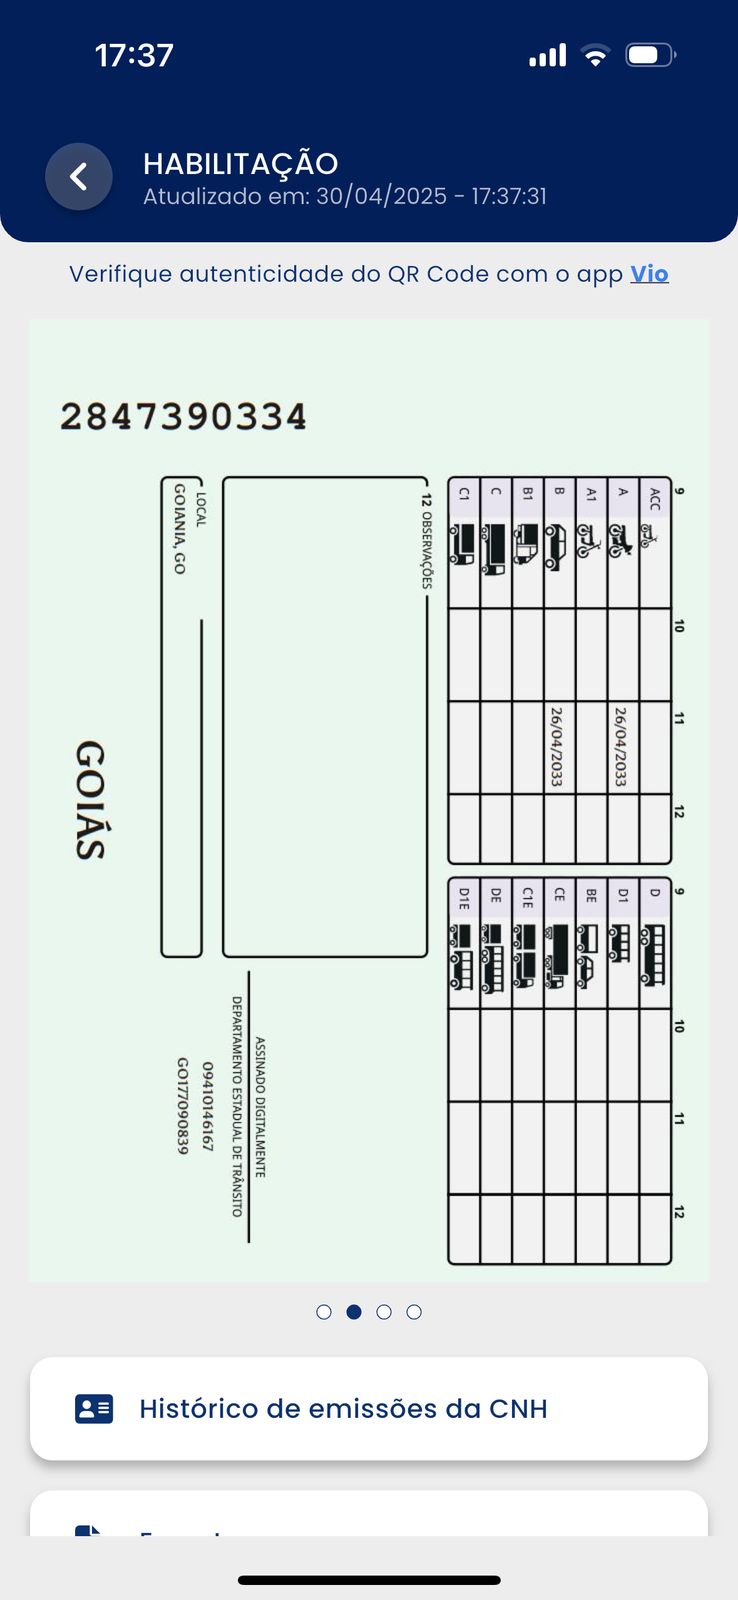 17:37
HABILITAÇÃO
Atualizado em: 30/04/2025 - 17:37:31
Verifique autenticidade do QR Code com o app Vio
2847390334
9 10 11 12
ACC
A 26/04/2033
A1
B 26/04/2033
B1
C
C1
9 10 11 12
D
D1
BE
CE
C1E
DE
D1E
12 OBSERVAÇÕES
LOCAL
GOIANIA, GO
ASSINADO DIGITALMENTE
DEPARTAMENTO ESTADUAL DE TRÂNSITO
09410146167
GO177090839
GOIÁS
Histórico de emissões da CNH